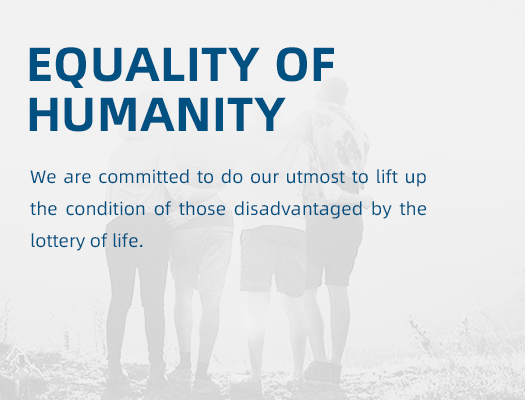 EQUALITY OF
HUMANITY
We are committed to do our utmost to lift up
the condition of those disadvantaged by the
lottery of life.